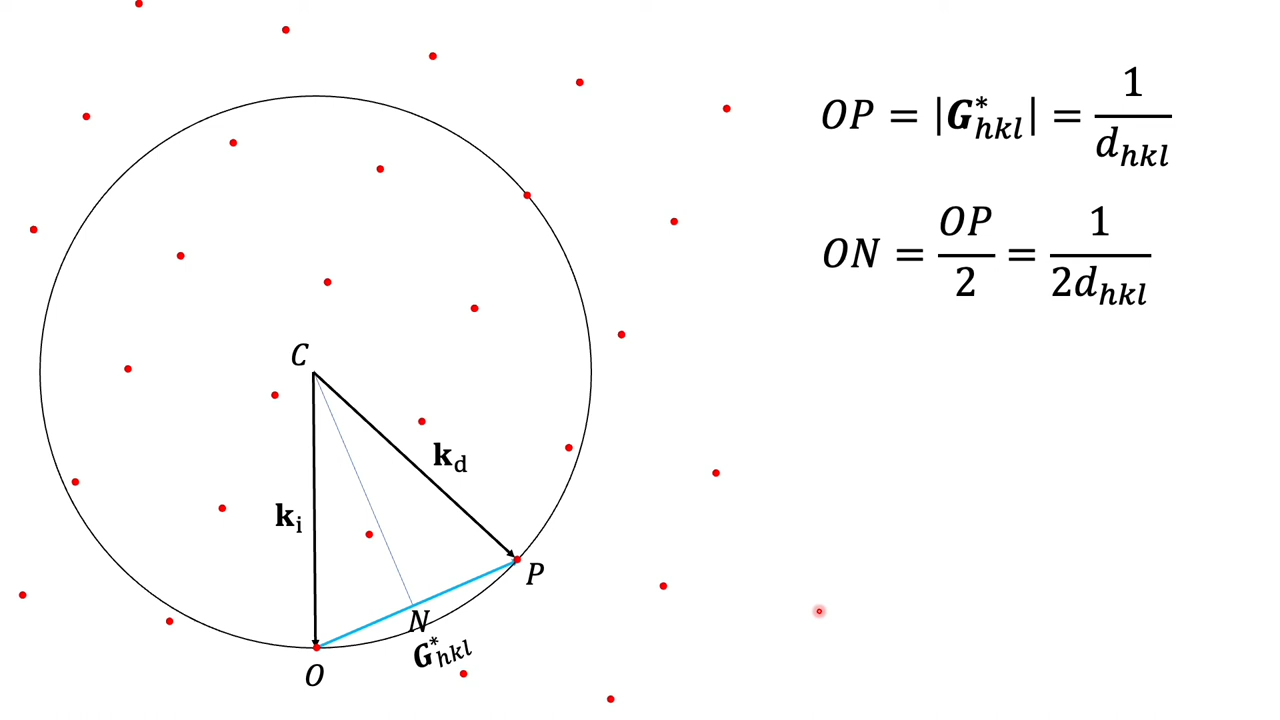 OP = |G*hkl| = 1/dhkl
ON = OP/2 = 1/2dhkl
C
kd
ki
P
N
G*hkl
O